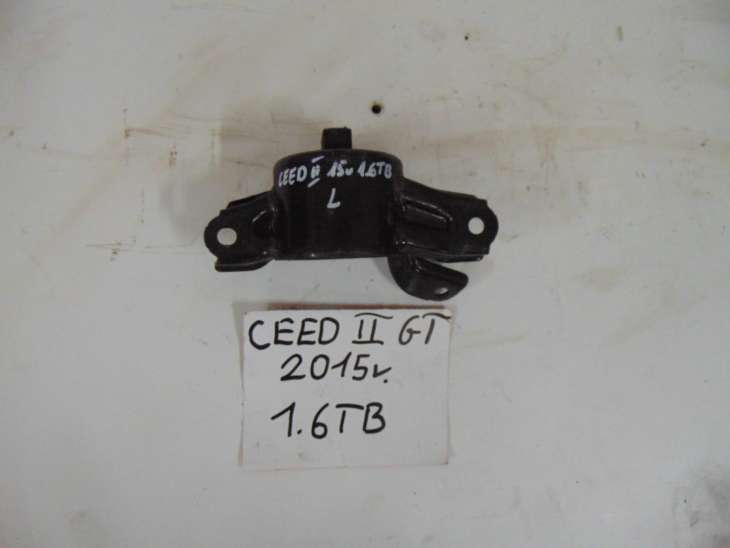 CEED II 15r 1.6TB
L
CEED II GT
2015r.
1.6TB